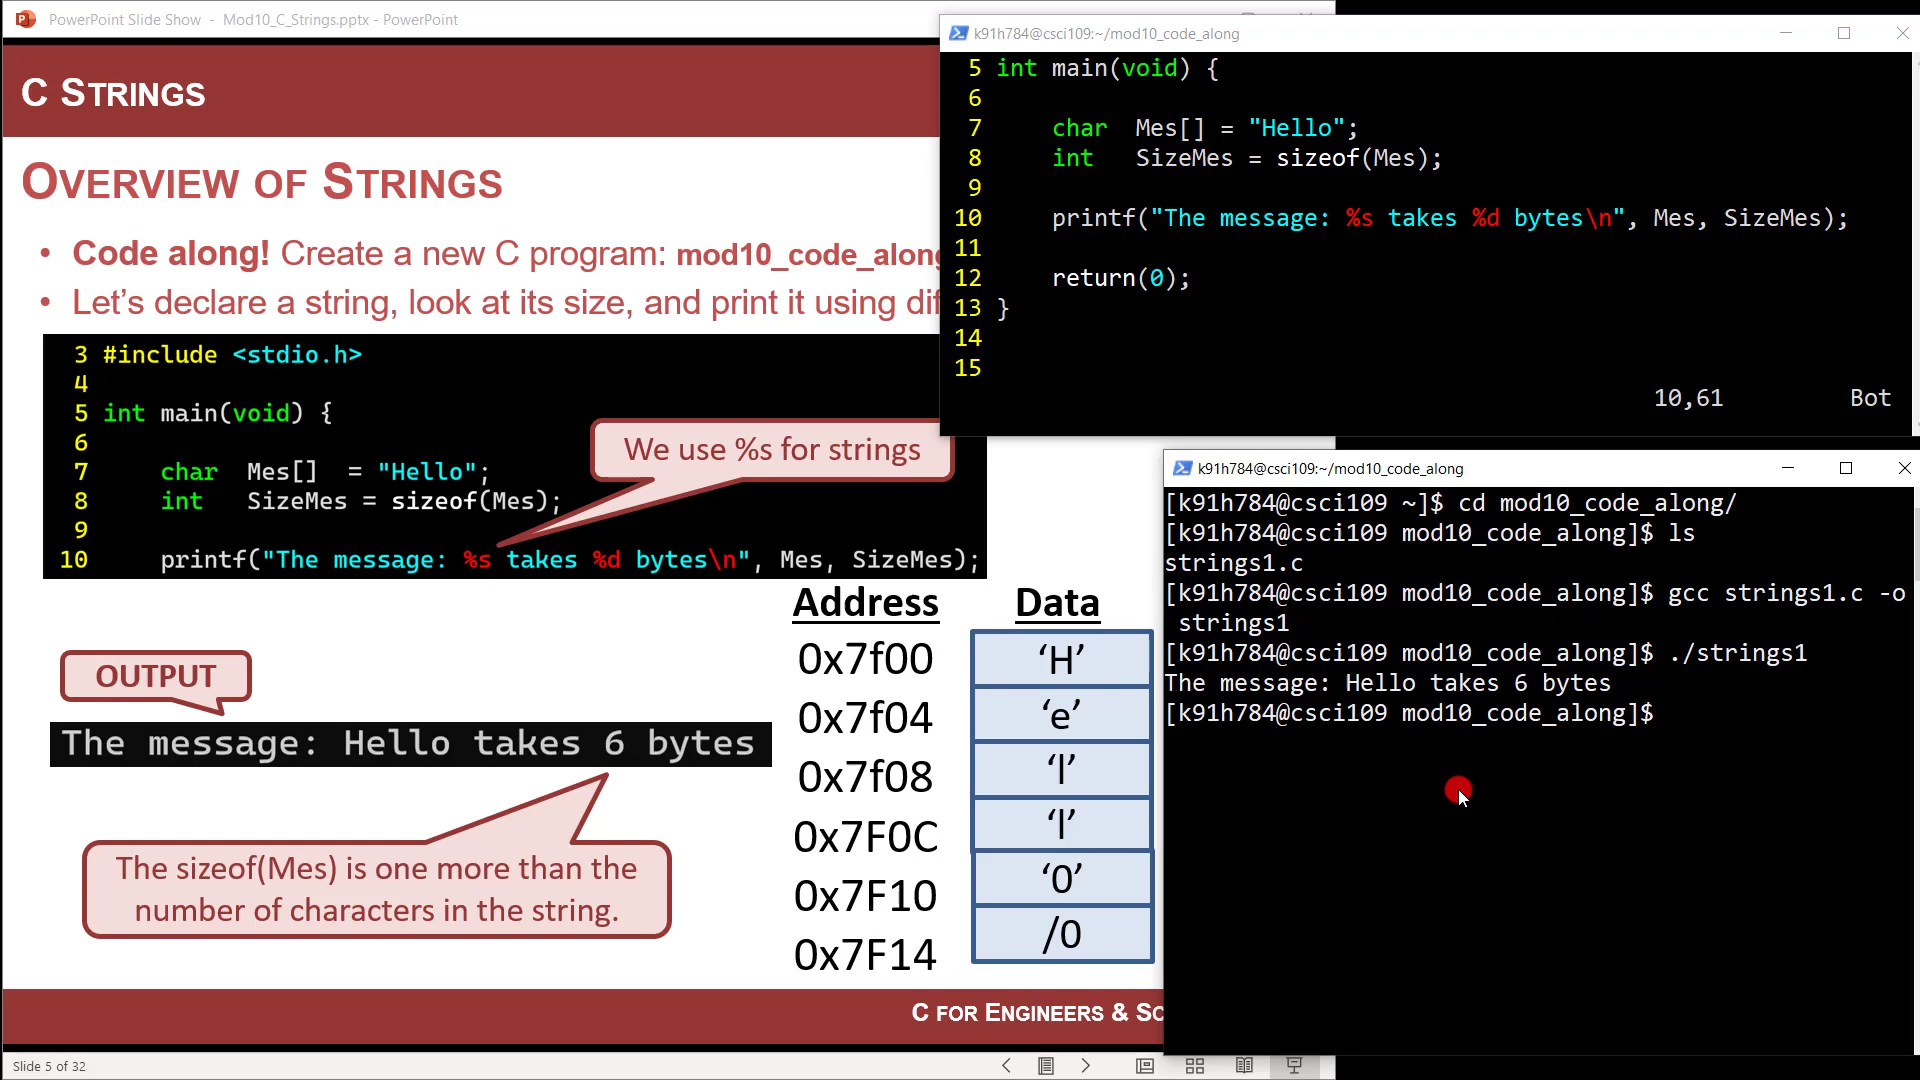 PowerPoint Slide Show - Mod10_C_Strings.pptx - PowerPoint
C STRINGS
OVERVIEW OF STRINGS
• Code along! Create a new C program: mod10_code_along
• Let's declare a string, look at its size, and print it using dif
3 #include <stdio.h>
4
5 int main(void) {
6
7 char Mes[] = "Hello";
8 int SizeMes = sizeof(Mes);
9
10 printf("The message: %s takes %d bytes\n", Mes, SizeMes);
We use %s for strings
OUTPUT
The message: Hello takes 6 bytes
The sizeof(Mes) is one more than the
number of characters in the string.
Address Data
0x7f00 ‘H’
0x7f04 ‘e’
0x7f08 ‘l’
0x7F0C ‘l’
0x7F10 ‘0’
0x7F14 /0
C FOR ENGINEERS & SC
Slide 5 of 32
k91h784@csci109:~/mod10_code_along
5 int main(void) {
6
7 char Mes[] = "Hello";
8 int SizeMes = sizeof(Mes);
9
10 printf("The message: %s takes %d bytes\n", Mes, SizeMes);
11
12 return(0);
13 }
14
15
10,61 Bot
k91h784@csci109:~/mod10_code_along
[k91h784@csci109 ~]$ cd mod10_code_along/
[k91h784@csci109 mod10_code_along]$ ls
strings1.c
[k91h784@csci109 mod10_code_along]$ gcc strings1.c -o
strings1
[k91h784@csci109 mod10_code_along]$ ./strings1
The message: Hello takes 6 bytes
[k91h784@csci109 mod10_code_along]$